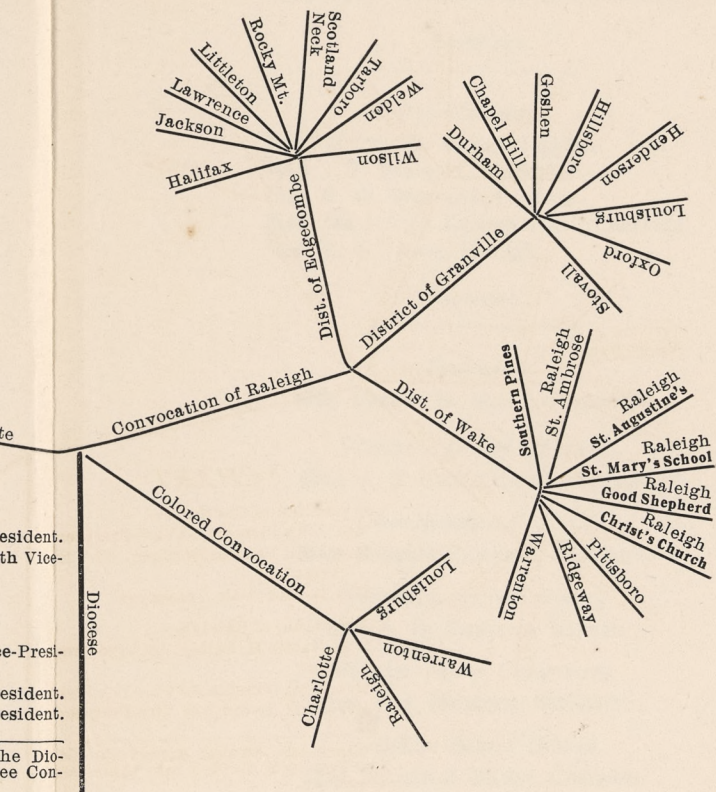 Halifax
Jackson
Lawrence
Littleton
Rocky Mt.
Scotland
Neck
Tarboro
Weldon
Wilson
Dist. of Edgecombe
Durham
Chapel Hill
Goshen
Hillsboro
Henderson
Louisburg
Oxford
Stovall
District of Granville
Convocation of Raleigh
Dist. of Wake
Southern Pines
Raleigh
St. Ambrose
Raleigh
St. Augustine's
Raleigh
St. Mary's School
Raleigh
Good Shepherd
Raleigh
Christ's Church
Pittsboro
Ridgeway
Warrenton
Colored Convocation
Louisburg
Warrenton
Raleigh
Charlotte
Diocese
te
esident.
th Vice-
ce-Presi-
esident.
esident.
he Dio-
ee Con-